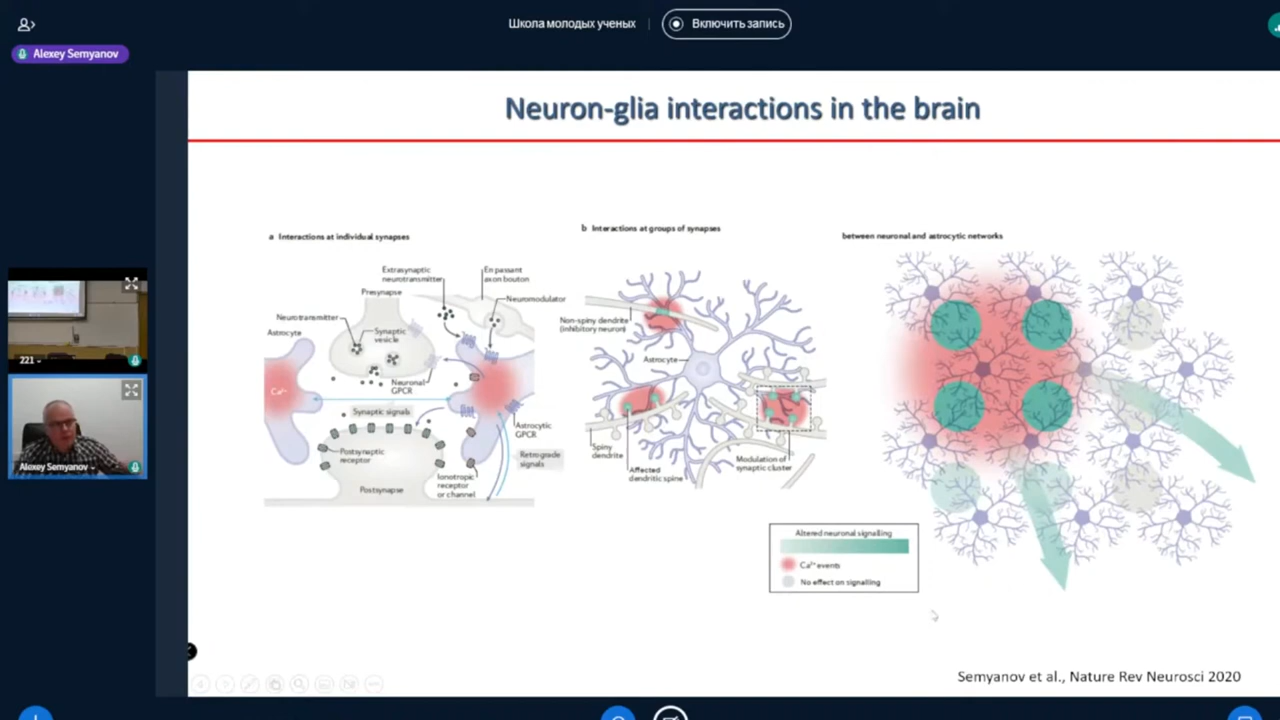 Школа молодых ученых
Включить запись
Alexey Semyanov
Neuron-glia interactions in the brain
a Interactions at individual synapses
Extrasynaptic
neurotransmitter
En passant
axon bouton
Presynapse
Neuromodulator
Neurotransmitter
Astrocyte
Synaptic
vesicle
Ca²⁺
Neuronal
GPCR
Synaptic signals
Astrocytic
GPCR
Postsynaptic
receptor
Retrograde
signals
Ionotropic
receptor
or channel
Postsynapse
b Interactions at groups of synapses
Non-spiny dendrite
(inhibitory neuron)
Astrocyte
Spiny
dendrite
Affected
dendritic spine
Modulation of
synaptic cluster
between neuronal and astrocytic networks
Altered neuronal signalling
Ca²⁺ events
No effect on signalling
221
Alexey Semyanov
Semyanov et al., Nature Rev Neurosci 2020